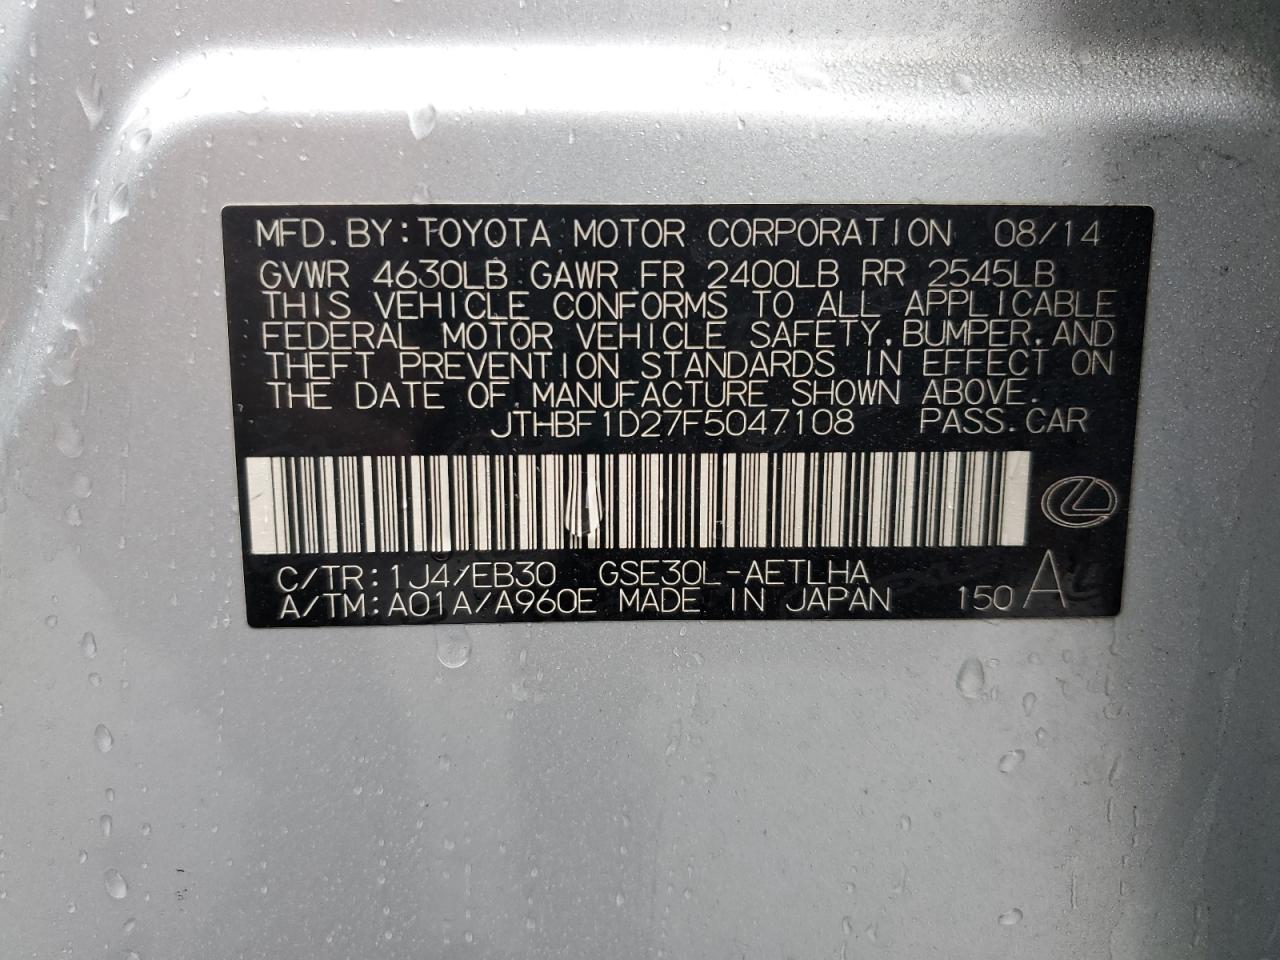 MFD. BY: TOYOTA MOTOR CORPORATION 08/14
GVWR 4630LB GAWR FR 2400LB RR 2545LB
THIS VEHICLE CONFORMS TO ALL APPLICABLE
FEDERAL MOTOR VEHICLE SAFETY, BUMPER, AND
THEFT PREVENTION STANDARDS IN EFFECT ON
THE DATE OF MANUFACTURE SHOWN ABOVE.
JTHBF1D27F5047108 PASS. CAR
C/TR: 1J4/EB30 GSE30L-AETLHA
A/TM: A01A/A960E MADE IN JAPAN 150 A